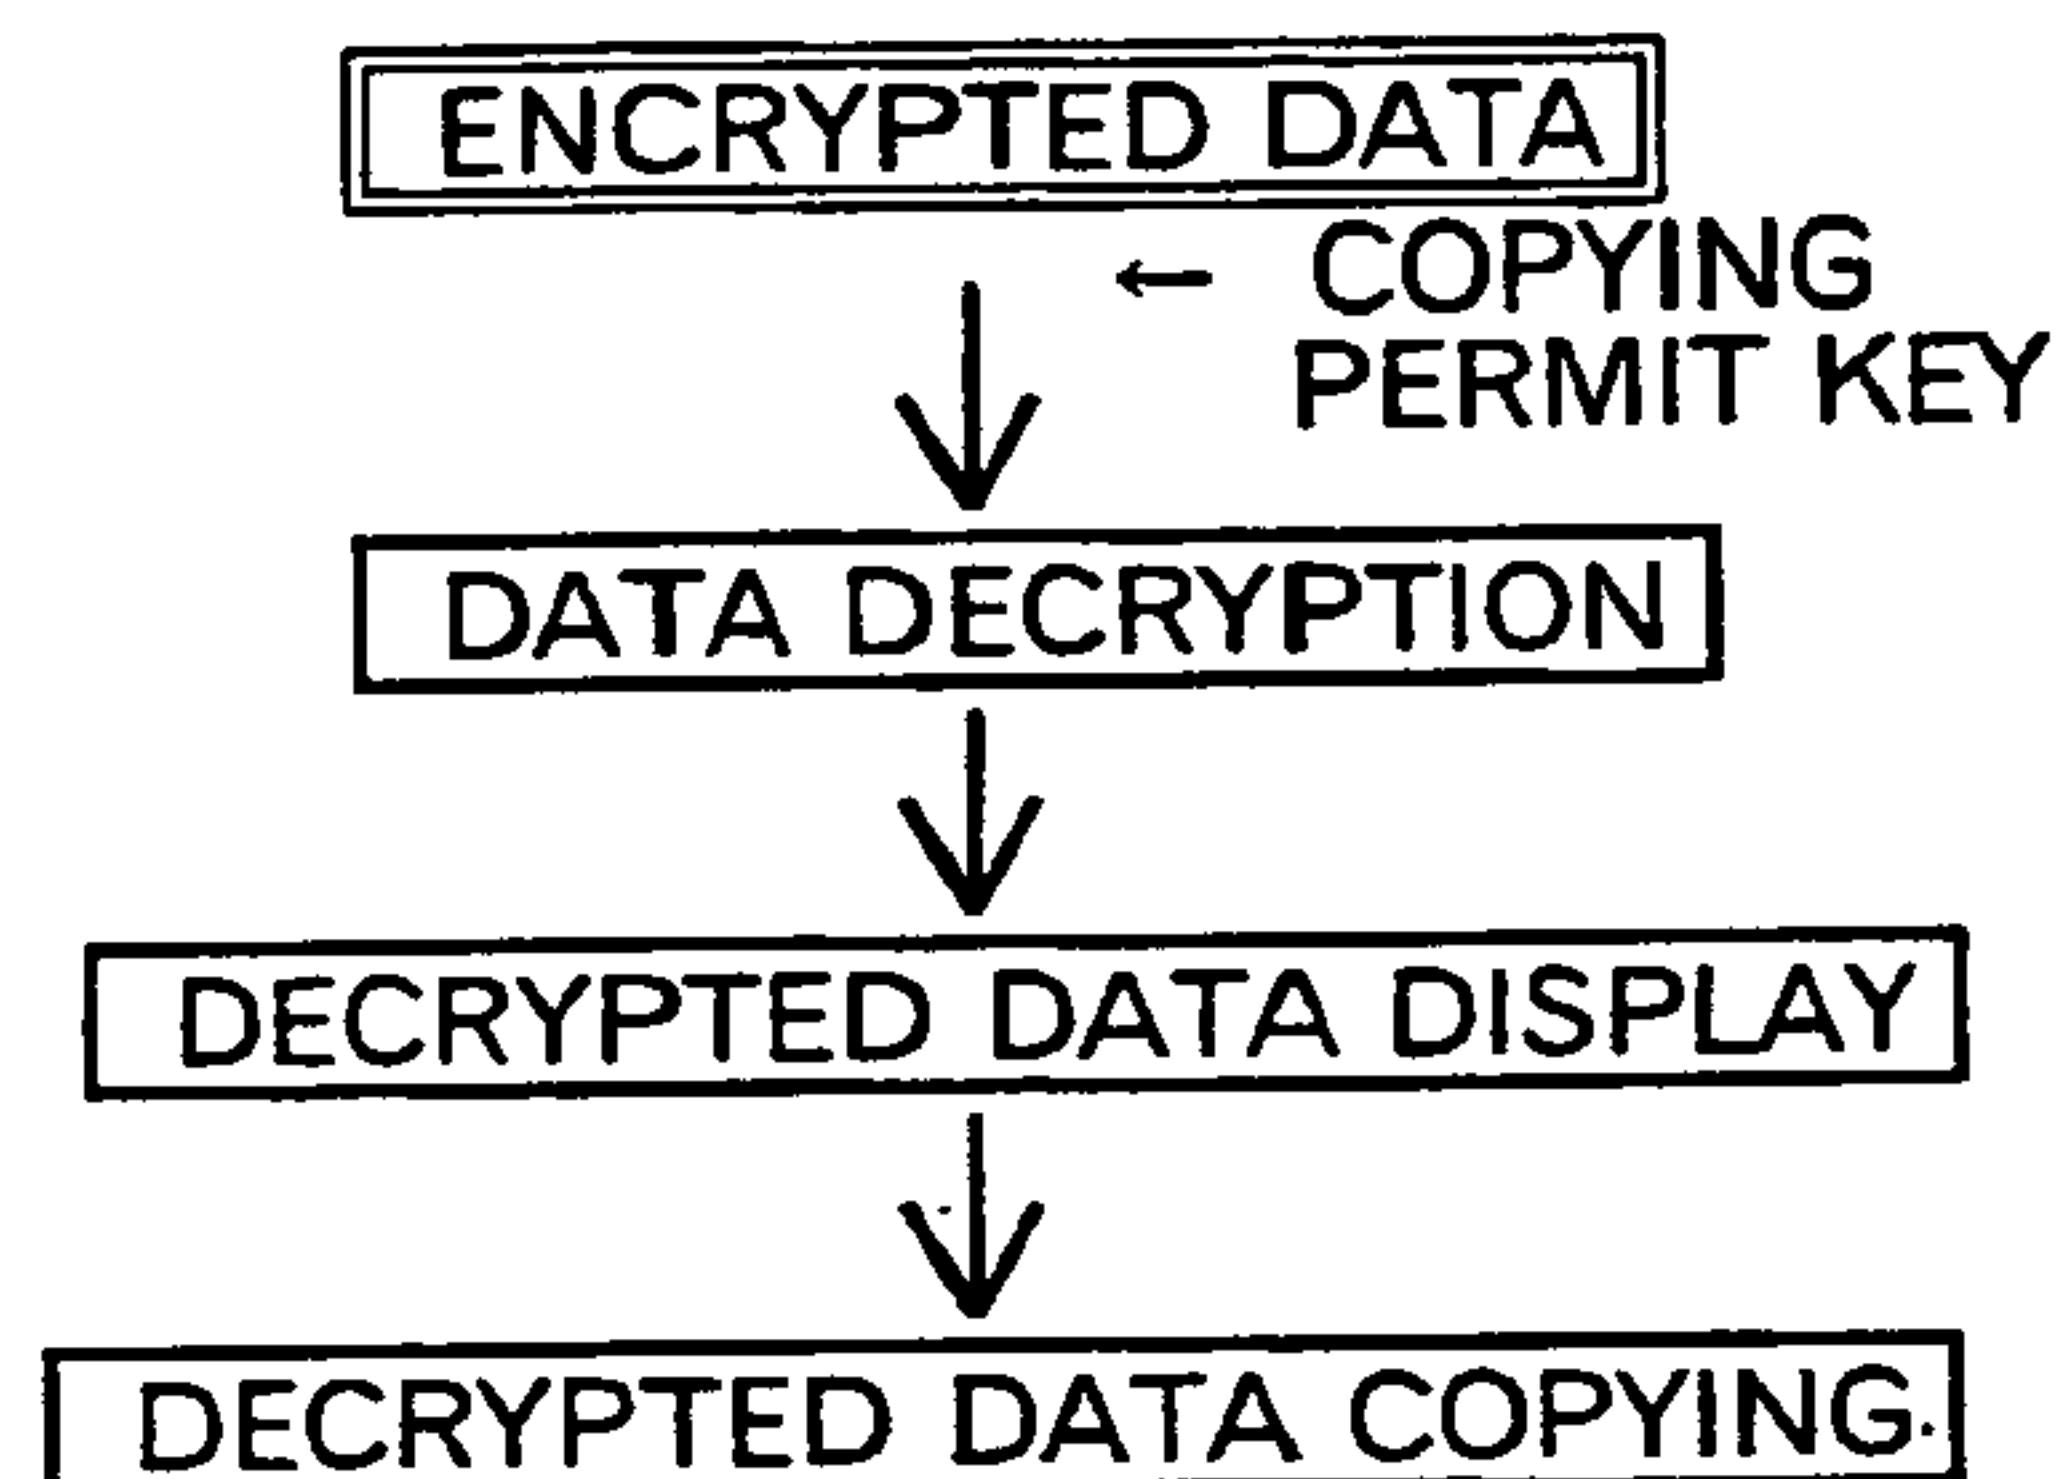 ENCRYPTED DATA
← COPYING
PERMIT KEY
DATA DECRYPTION
DECRYPTED DATA DISPLAY
DECRYPTED DATA COPYING